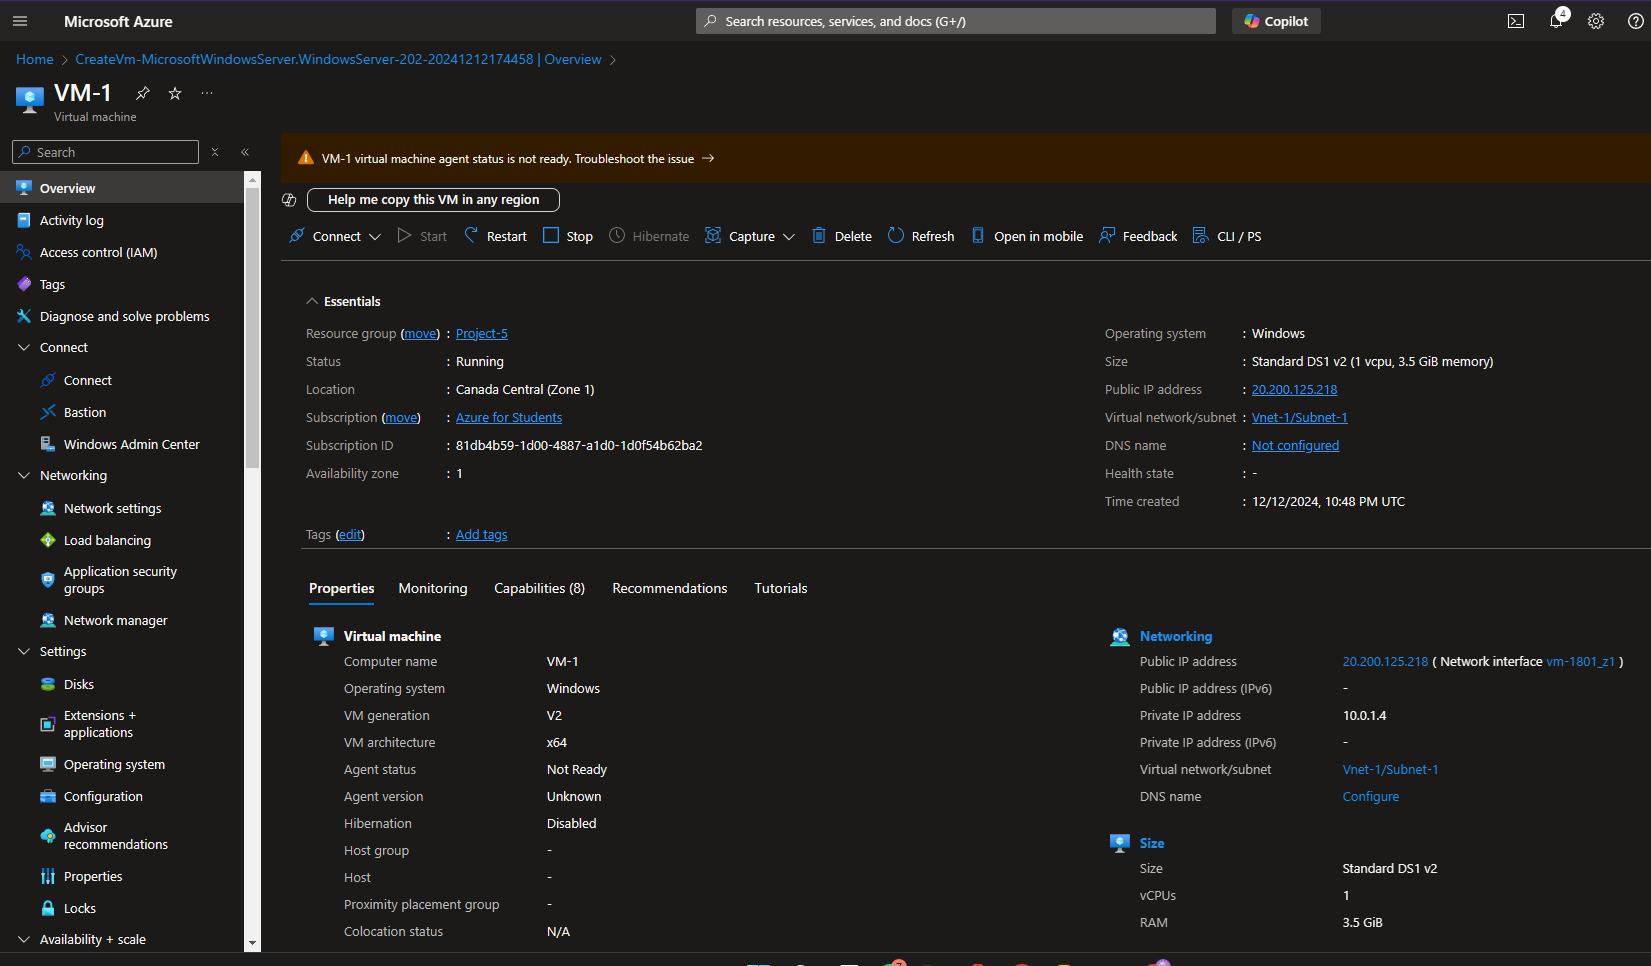 Microsoft Azure
Search resources, services, and docs (G+/)
Copilot
4
Home > CreateVm-MicrosoftWindowsServer.WindowsServer-202-20241212174458 | Overview >
VM-1
Virtual machine
Search
Overview
Activity log
Access control (IAM)
Tags
Diagnose and solve problems
Connect
Connect
Bastion
Windows Admin Center
Networking
Network settings
Load balancing
Application security
groups
Network manager
Settings
Disks
Extensions +
applications
Operating system
Configuration
Advisor
recommendations
Properties
Locks
Availability + scale
VM-1 virtual machine agent status is not ready. Troubleshoot the issue →
Help me copy this VM in any region
Connect Start Restart Stop Hibernate Capture Delete Refresh Open in mobile Feedback CLI / PS
Essentials
Resource group (move) : Project-5
Status : Running
Location : Canada Central (Zone 1)
Subscription (move) : Azure for Students
Subscription ID : 81db4b59-1d00-4887-a1d0-1d0f54b62ba2
Availability zone : 1
Operating system : Windows
Size : Standard DS1 v2 (1 vcpu, 3.5 GiB memory)
Public IP address : 20.200.125.218
Virtual network/subnet : Vnet-1/Subnet-1
DNS name : Not configured
Health state : -
Time created : 12/12/2024, 10:48 PM UTC
Tags (edit) : Add tags
Properties Monitoring Capabilities (8) Recommendations Tutorials
Virtual machine
Computer name VM-1
Operating system Windows
VM generation V2
VM architecture x64
Agent status Not Ready
Agent version Unknown
Hibernation Disabled
Host group -
Host -
Proximity placement group -
Colocation status N/A
Networking
Public IP address 20.200.125.218 ( Network interface vm-1801_z1 )
Public IP address (IPv6) -
Private IP address 10.0.1.4
Private IP address (IPv6) -
Virtual network/subnet Vnet-1/Subnet-1
DNS name Configure
Size
Size Standard DS1 v2
vCPUs 1
RAM 3.5 GiB